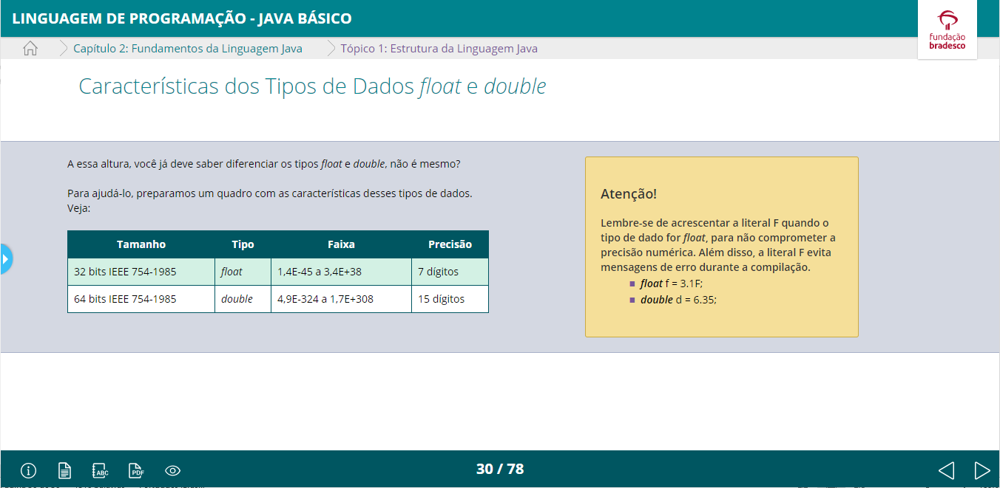 LINGUAGEM DE PROGRAMAÇÃO - JAVA BÁSICO
fundação
bradesco
Capítulo 2: Fundamentos da Linguagem Java
Tópico 1: Estrutura da Linguagem Java
Características dos Tipos de Dados float e double
A essa altura, você já deve saber diferenciar os tipos float e double, não é mesmo?
Para ajudá-lo, preparamos um quadro com as características desses tipos de dados.
Veja:
Tamanho Tipo Faixa Precisão
32 bits IEEE 754-1985 float 1,4E-45 a 3,4E+38 7 dígitos
64 bits IEEE 754-1985 double 4,9E-324 a 1,7E+308 15 dígitos
Atenção!
Lembre-se de acrescentar a literal F quando o
tipo de dado for float, para não comprometer a
precisão numérica. Além disso, a literal F evita
mensagens de erro durante a compilação.
float f = 3.1F;
double d = 6.35;
ABC
PDF
30 / 78